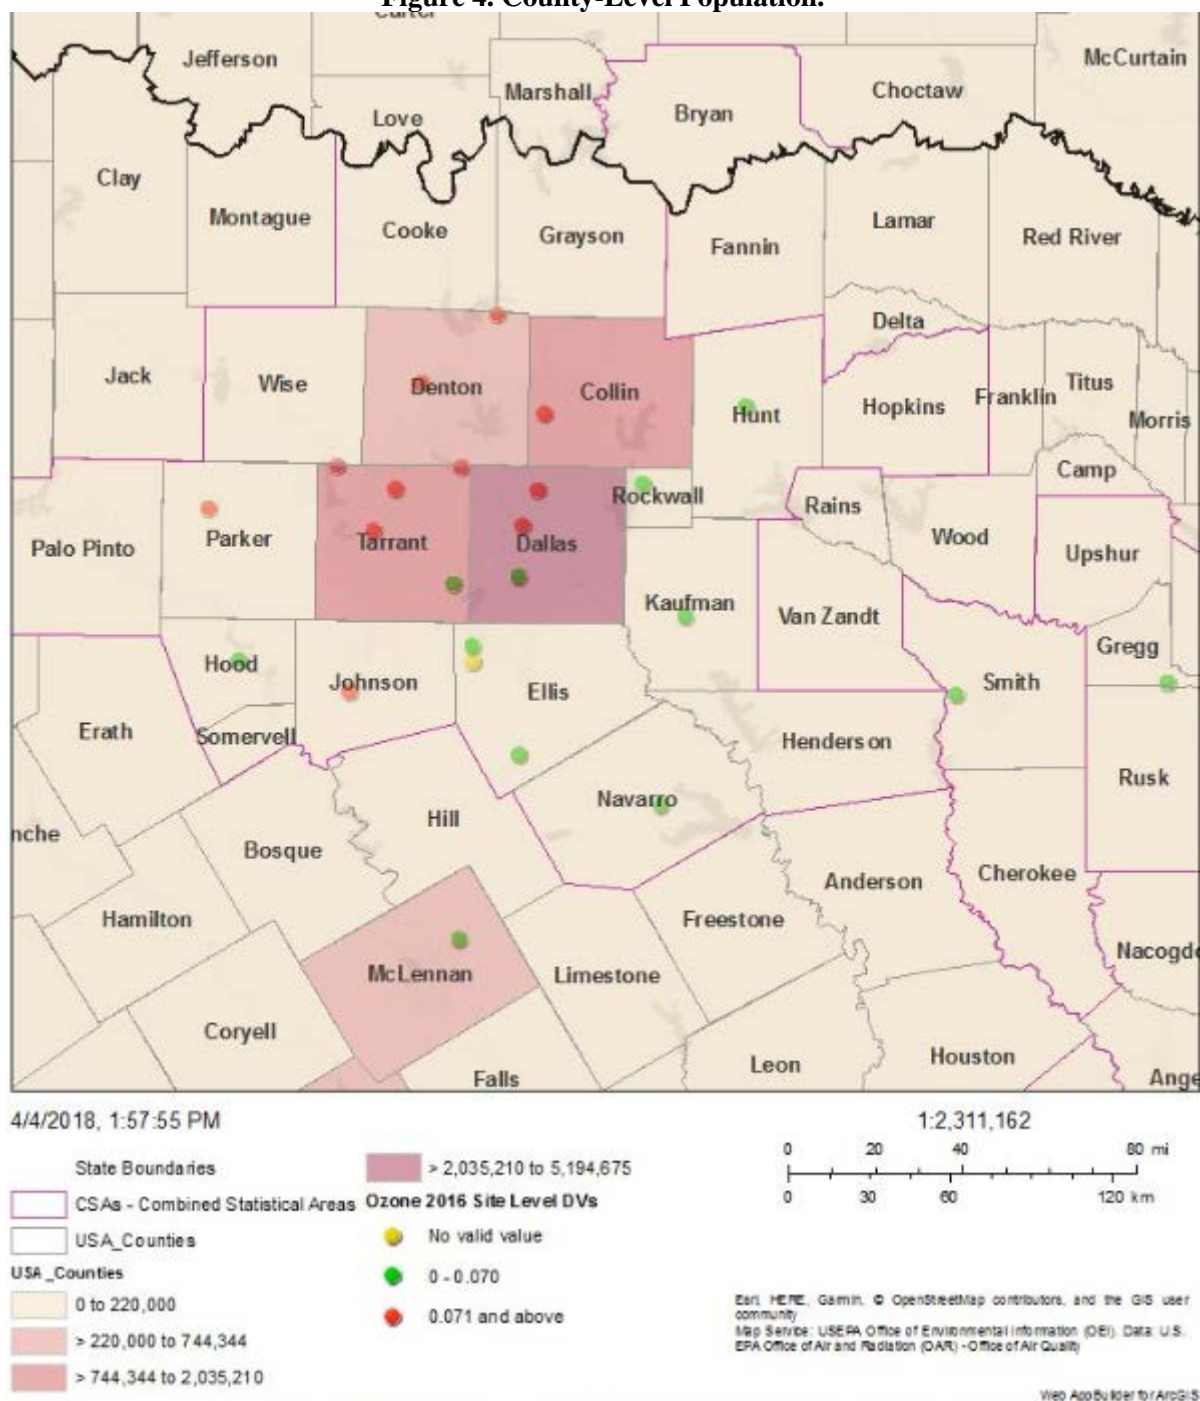 Figure 4. County-Level Population.
Carter
Jefferson
McCurtain
Marshall
Choctaw
Love
Bryan
Clay
Montague
Cooke
Grayson
Fannin
Lamar
Red River
Delta
Jack
Wise
Denton
Collin
Hunt
Hopkins
Franklin
Titus
Morris
Camp
Rockwall
Rains
Palo Pinto
Parker
Tarrant
Dallas
Wood
Upshur
Kaufman
Van Zandt
Gregg
Hood
Johnson
Ellis
Smith
Erath
Somervell
Henderson
Rusk
Navarro
nche
Hill
Bosque
Anderson
Cherokee
Hamilton
Freestone
Nacogdo
McLennan
Limestone
Coryell
Houston
Leon
Falls
Ange
4/4/2018, 1:57:55 PM
1:2,311,162
0 20 40 80 mi
0 30 60 120 km
State Boundaries
CSAs - Combined Statistical Areas
USA_Counties
USA_Counties
0 to 220,000
> 220,000 to 744,344
> 744,344 to 2,035,210
> 2,035,210 to 5,194,675
Ozone 2016 Site Level DVs
No valid value
0 - 0.070
0.071 and above
Esri, HERE, Garmin, © OpenStreetMap contributors, and the GIS user
community
Map Service: USEPA Office of Environmental Information (OEI). Data: U.S.
EPA Office of Air and Radiation (OAR) - Office of Air Quality
Web AppBuilder for ArcGIS